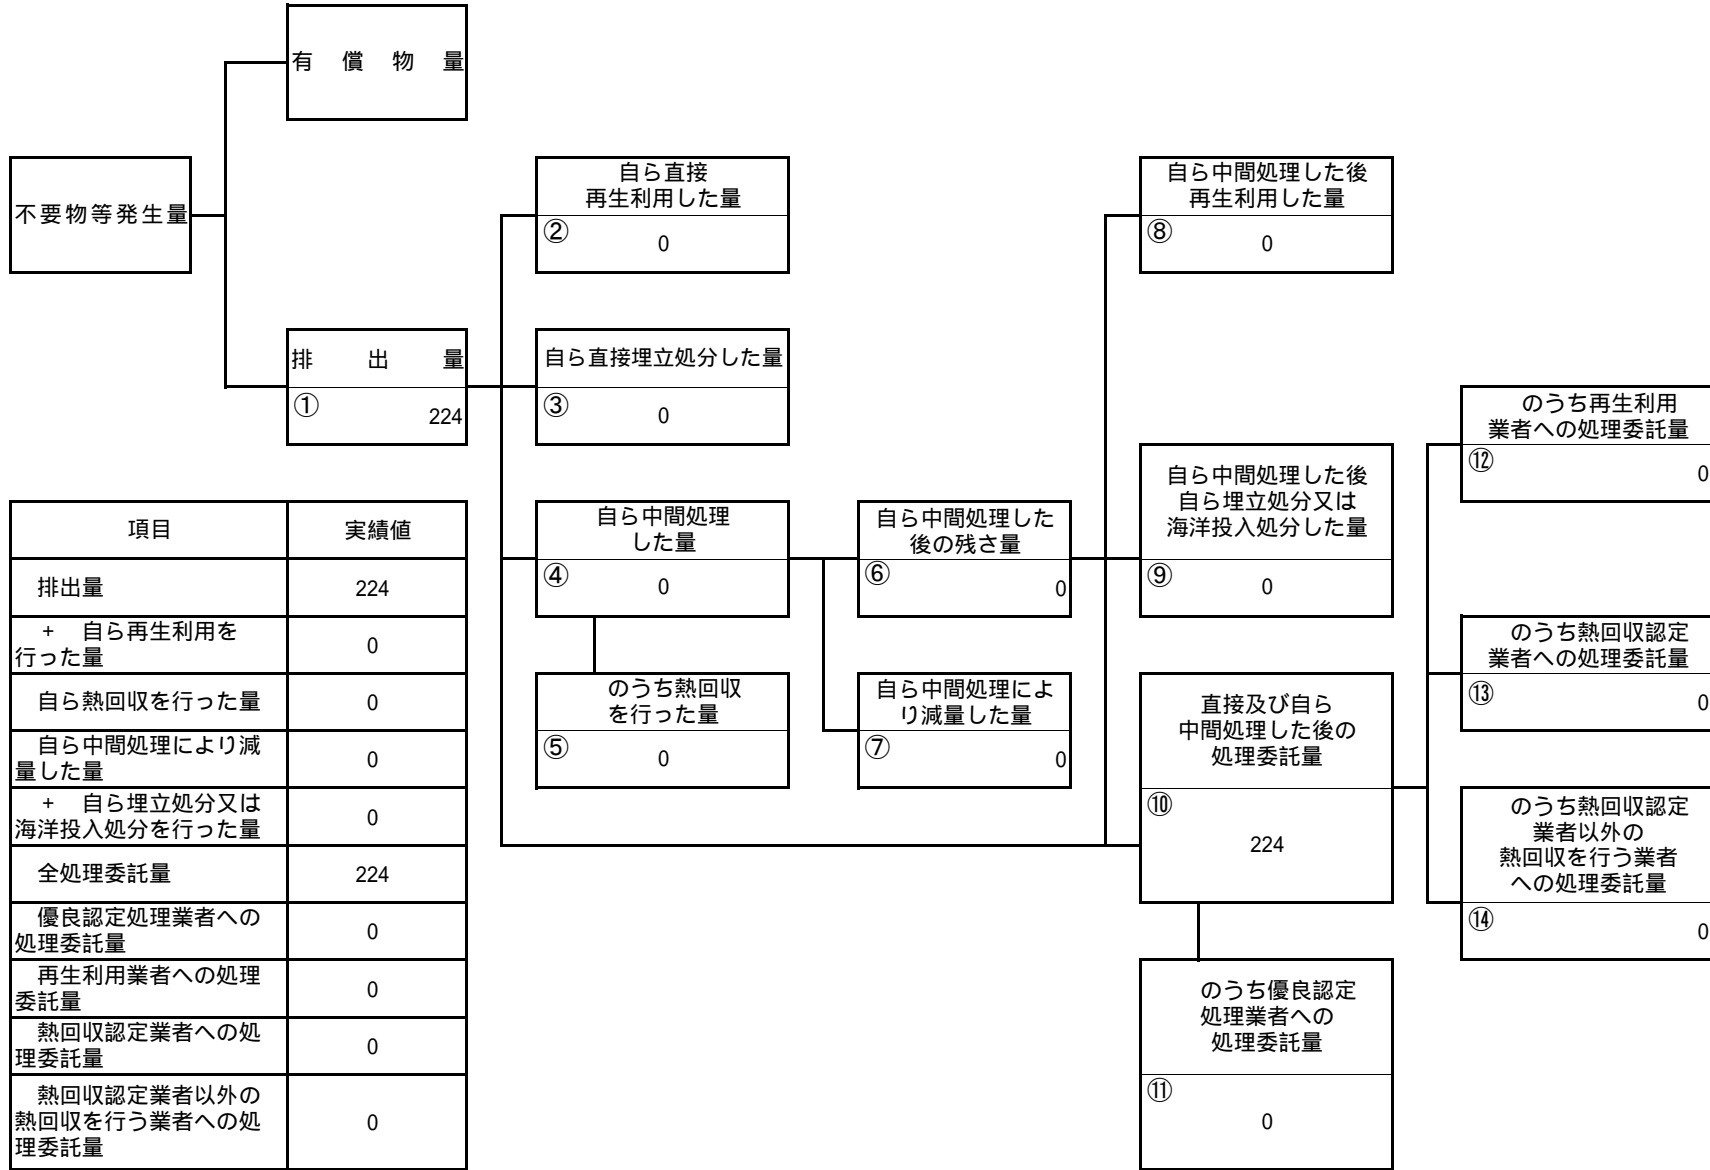 有償物量
不要物等発生量
排出量
①
224
自ら直接
再生利用した量
②
0
自ら直接埋立処分した量
③
0
自ら中間処理
した量
④
0
のうち熱回収
を行った量
⑤
0
自ら中間処理した
後の残さ量
⑥
0
自ら中間処理によ
り減量した量
⑦
0
自ら中間処理した後
再生利用した量
⑧
0
自ら中間処理した後
自ら埋立処分又は
海洋投入処分した量
⑨
0
直接及び自ら
中間処理した後の
処理委託量
⑩
224
のうち優良認定
処理業者への
処理委託量
⑪
0
のうち再生利用
業者への処理委託量
⑫
0
のうち熱回収認定
業者への処理委託量
⑬
0
のうち熱回収認定
業者以外の
熱回収を行う業者
への処理委託量
⑭
0
項目 実績値
排出量 224
+ 自ら再生利用を
行った量 0
自ら熱回収を行った量 0
自ら中間処理により減
量した量 0
+ 自ら埋立処分又は
海洋投入処分を行った量 0
全処理委託量 224
優良認定処理業者への
処理委託量 0
再生利用業者への処理
委託量 0
熱回収認定業者への処
理委託量 0
熱回収認定業者以外の
熱回収を行う業者への処
理委託量 0